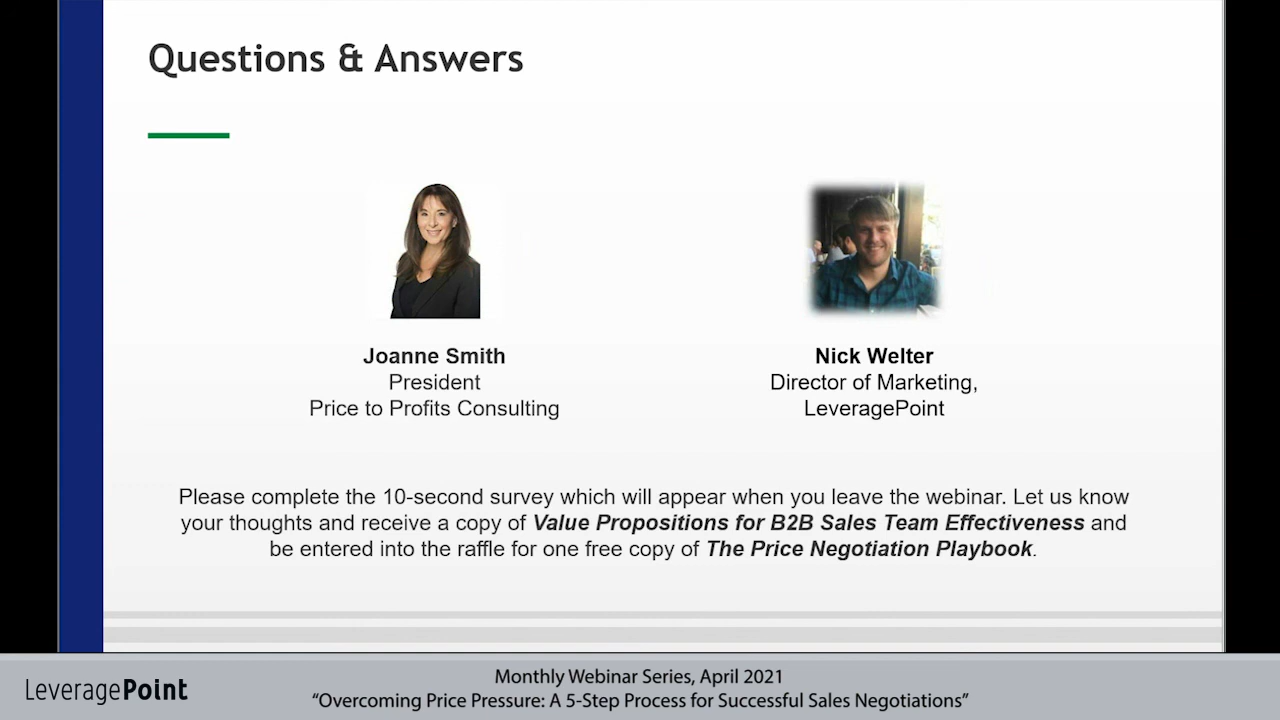 Questions & Answers
Joanne Smith
President
Price to Profits Consulting
Nick Welter
Director of Marketing,
LeveragePoint
Please complete the 10-second survey which will appear when you leave the webinar. Let us know
your thoughts and receive a copy of Value Propositions for B2B Sales Team Effectiveness and
be entered into the raffle for one free copy of The Price Negotiation Playbook.
LeveragePoint
Monthly Webinar Series, April 2021
“Overcoming Price Pressure: A 5-Step Process for Successful Sales Negotiations”